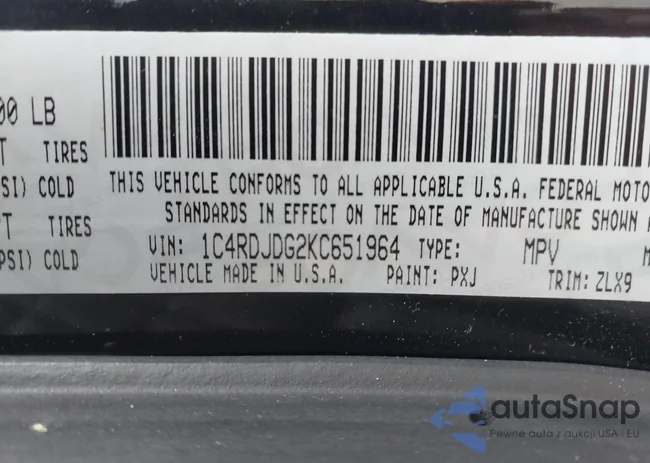 00 LB
T TIRES
PSI) COLD
PT TIRES
PSI) COLD
THIS VEHICLE CONFORMS TO ALL APPLICABLE U.S.A. FEDERAL MOTO
STANDARDS IN EFFECT ON THE DATE OF MANUFACTURE SHOWN A
VIN: 1C4RDJDG2KC651964 TYPE: MPV
VEHICLE MADE IN U.S.A. PAINT: PXJ TRIM: ZLX9
autaSnap
Pewne auta z aukcji USA i EU